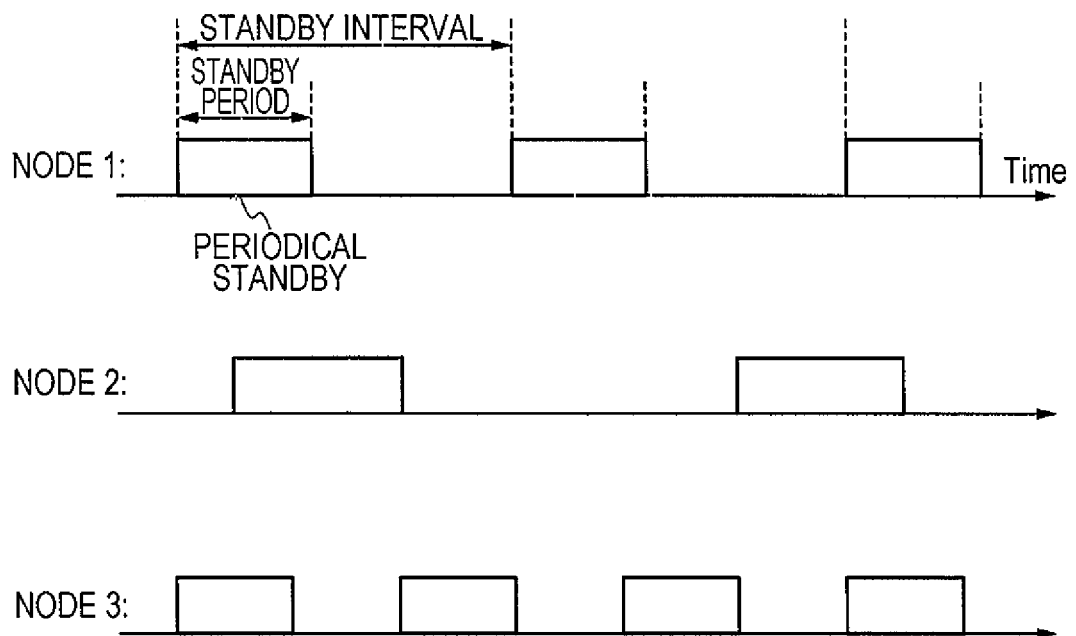 STANDBY INTERVAL
STANDBY
PERIOD
NODE 1:
Time
PERIODICAL
STANDBY
NODE 2:
NODE 3: